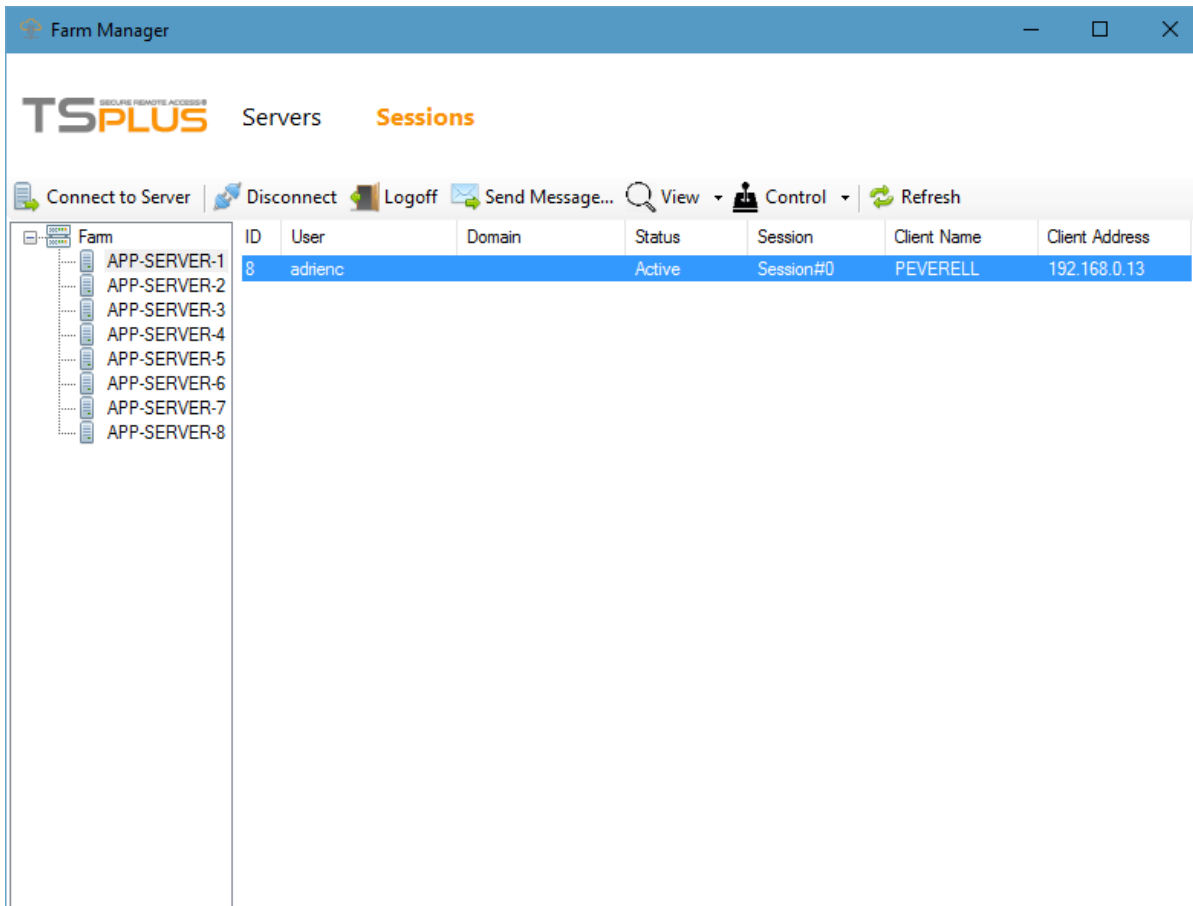 Farm Manager
TSPLUS SECURE REMOTE ACCESS® Servers Sessions
Connect to Server Disconnect Logoff Send Message... View Control Refresh
Farm ID User Domain Status Session Client Name Client Address
APP-SERVER-1 8 adrienc Active Session#0 PEVERELL 192.168.0.13
APP-SERVER-2
APP-SERVER-3
APP-SERVER-4
APP-SERVER-5
APP-SERVER-6
APP-SERVER-7
APP-SERVER-8